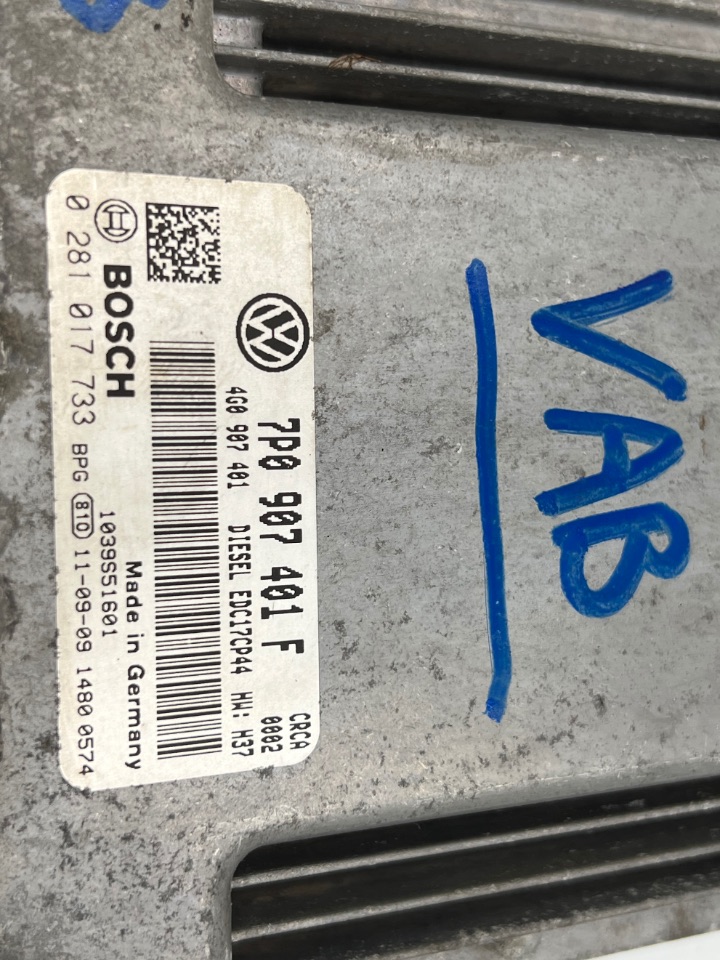 7P0 907 401 F
CRCA
0002
4G0 907 401 DIESEL EDC17CP44 HW: H37
BOSCH
1039S51601
Made in Germany
0 281 017 733 BPG 81D 11-09-09 1480 0574
VAB